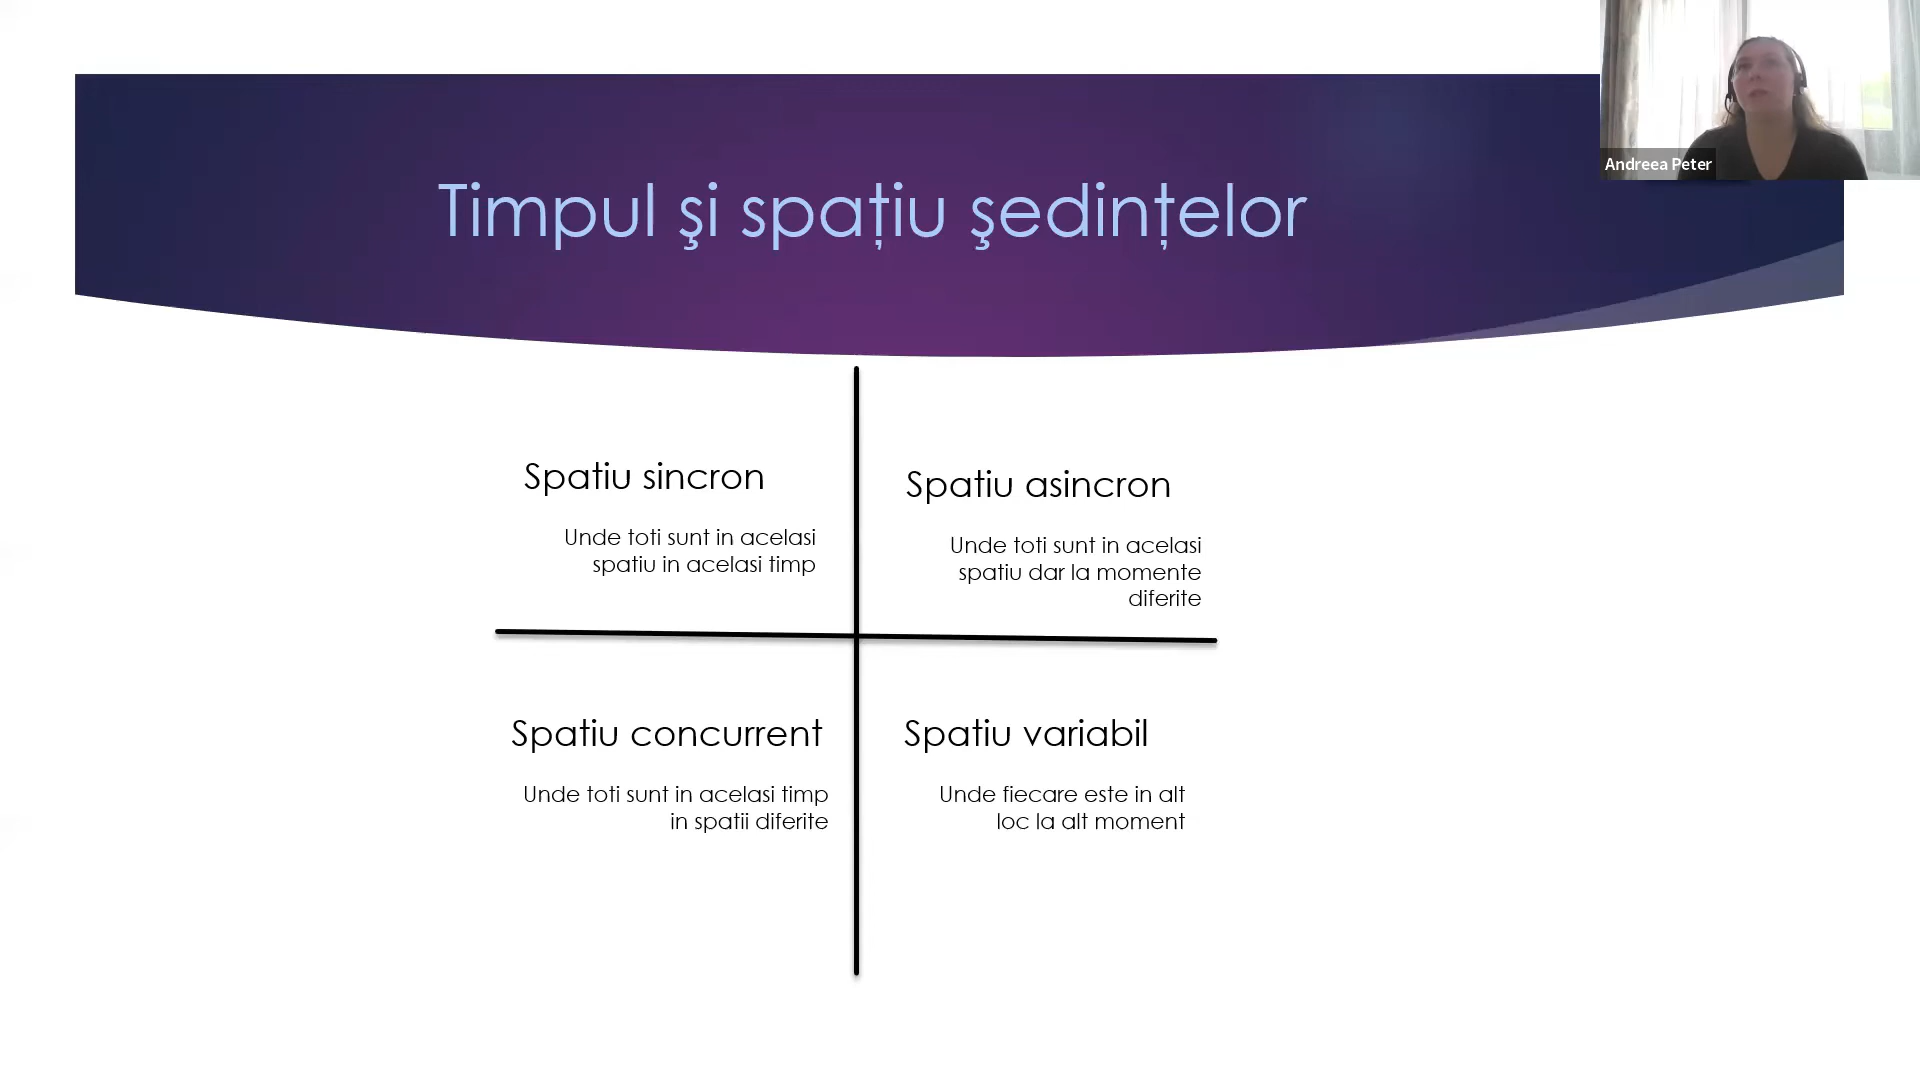 Andreea Peter
Timpul şi spaţiu şedinţelor
Spatiu sincron
Unde toti sunt in acelasi
spatiu in acelasi timp
Spatiu asincron
Unde toti sunt in acelasi
spatiu dar la momente
diferite
Spatiu concurrent
Unde toti sunt in acelasi timp
in spatii diferite
Spatiu variabil
Unde fiecare este in alt
loc la alt moment